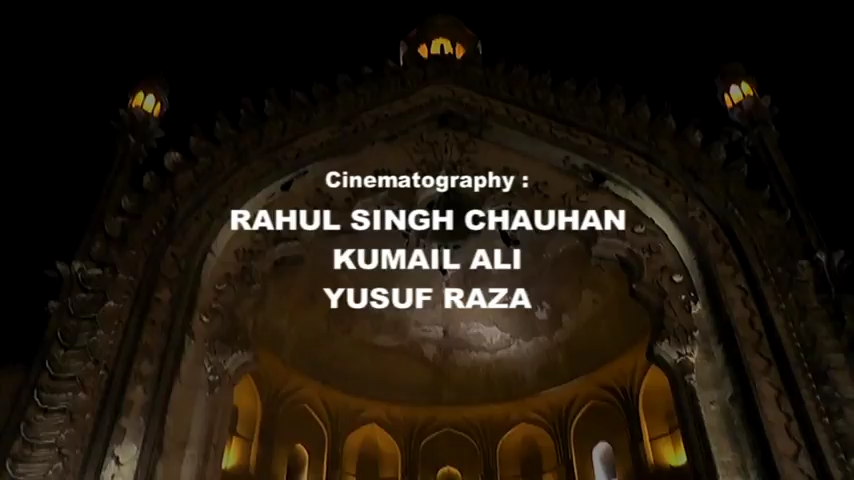 Cinematography :
RAHUL SINGH CHAUHAN
KUMAIL ALI
YUSUF RAZA